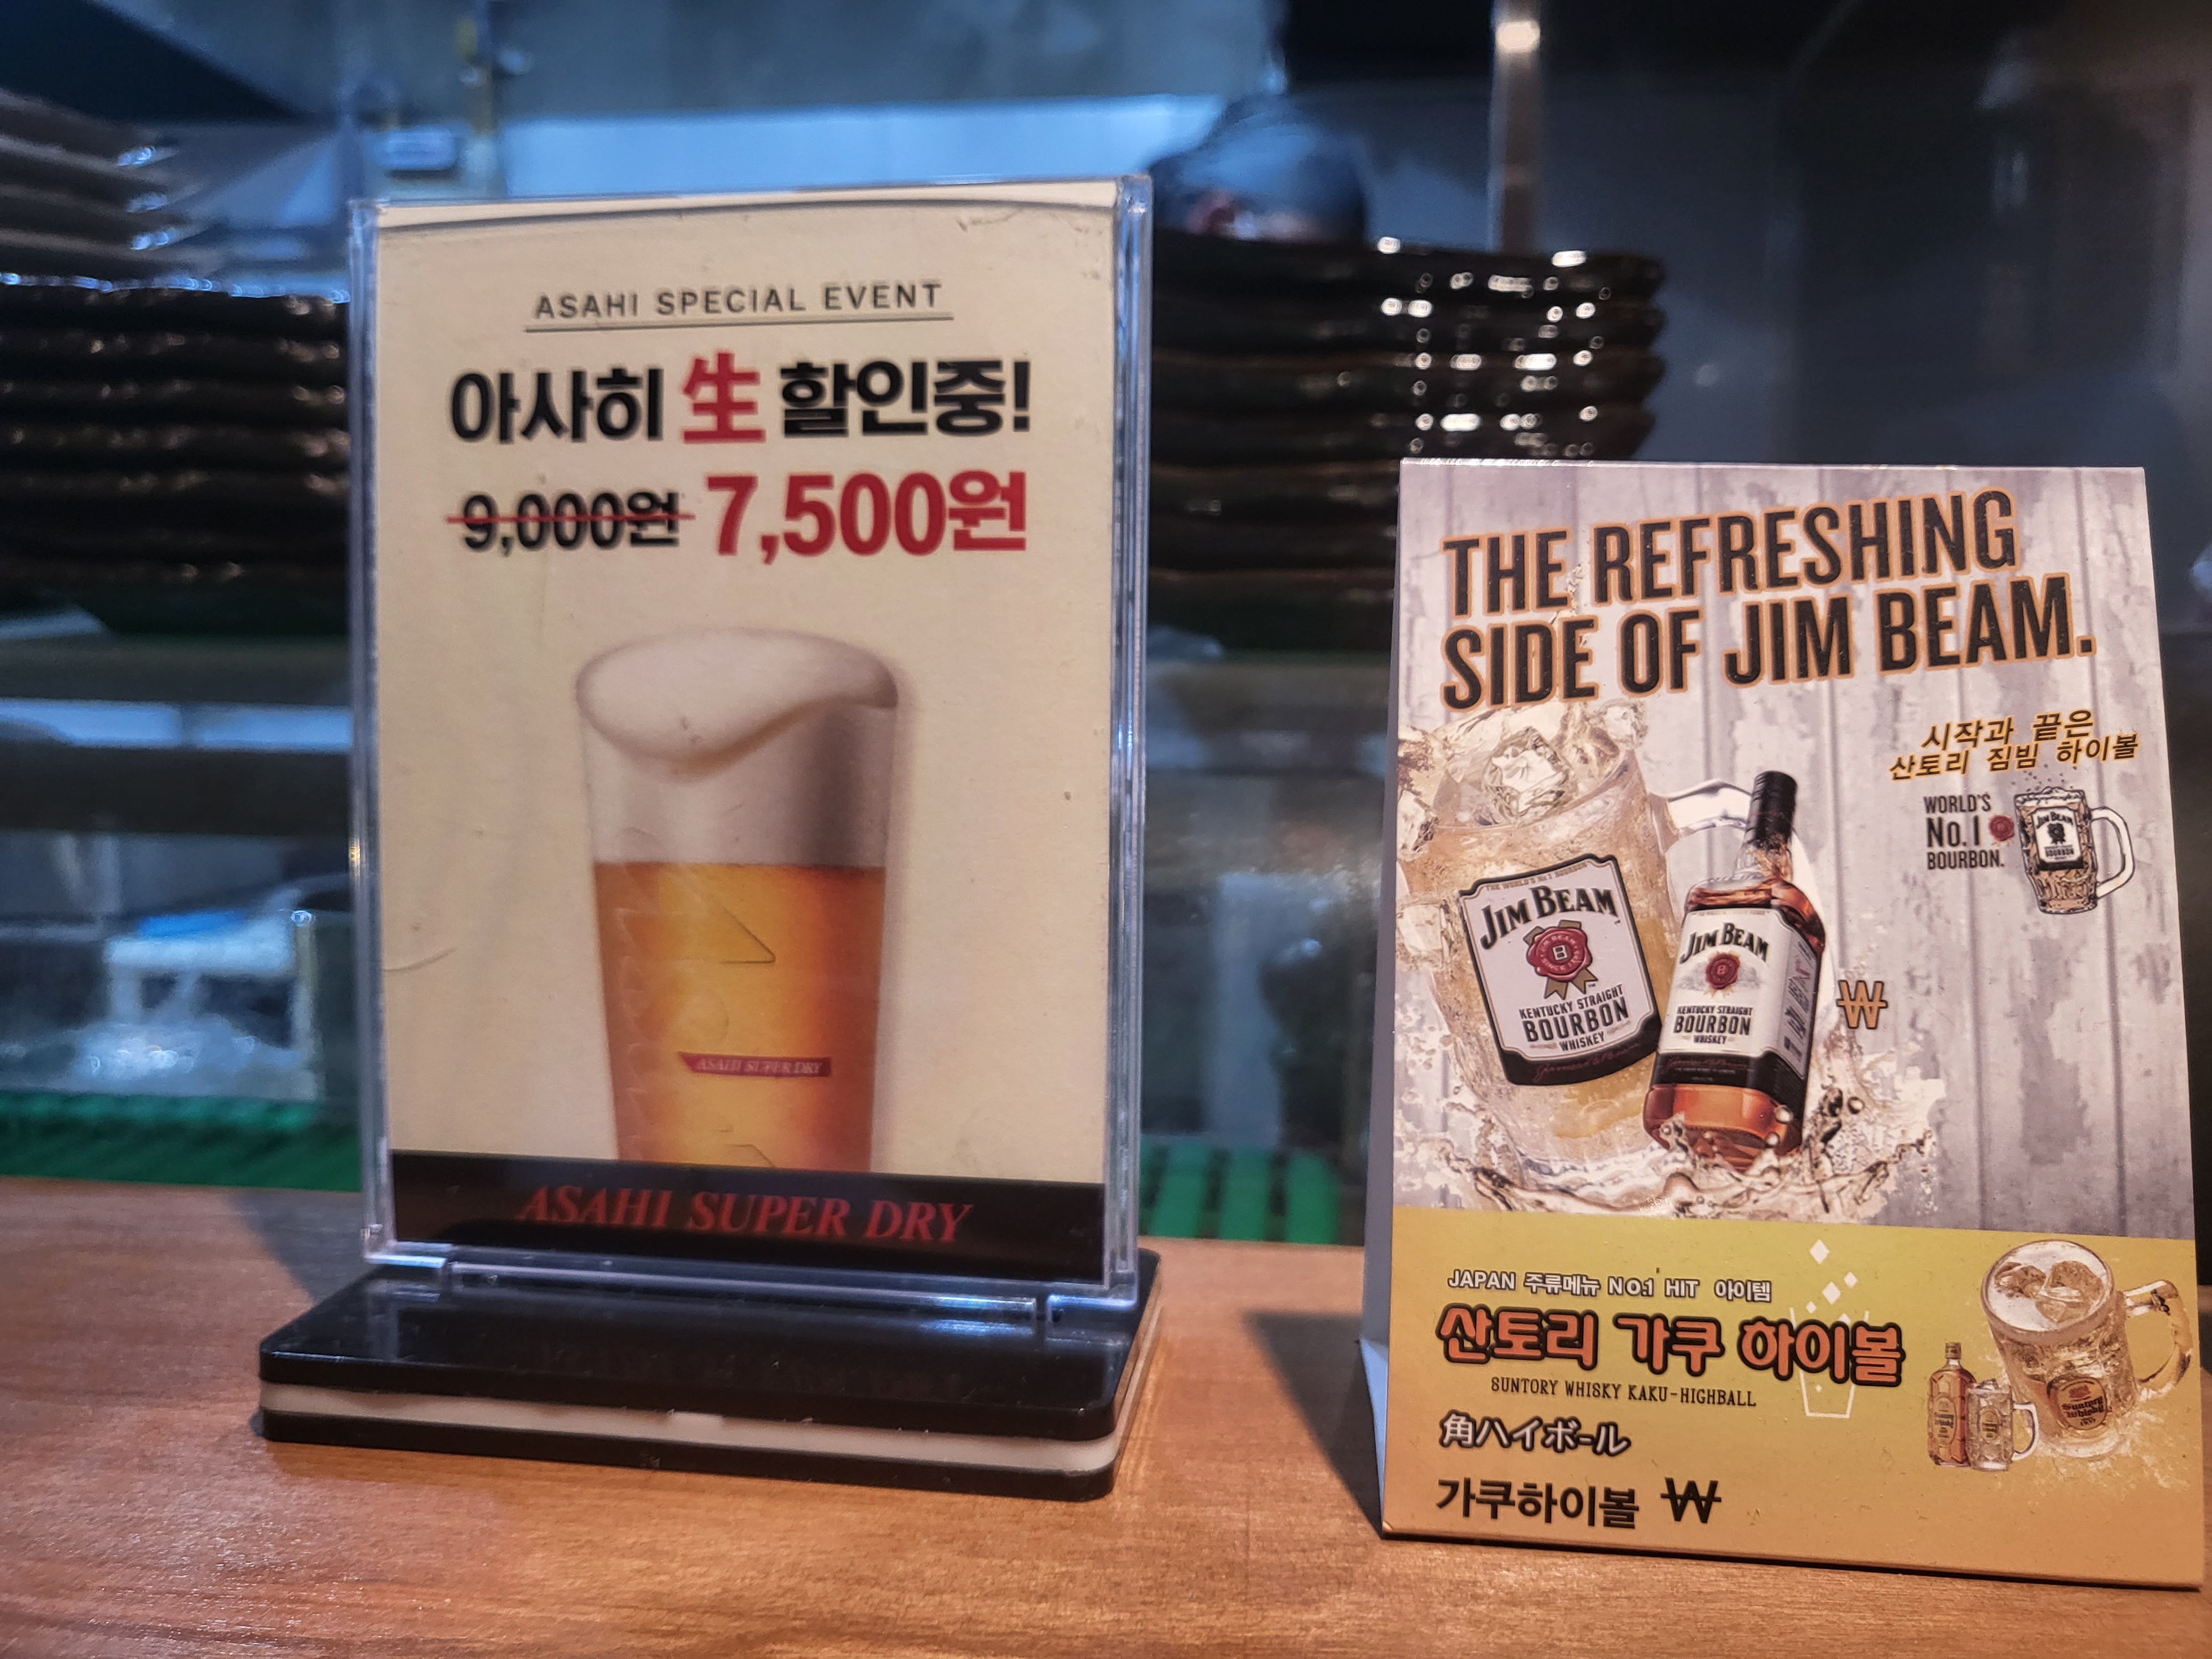 ASAHI SPECIAL EVENT
아사히 生 할인중!
9,000원 7,500원
ASAHI SUPER DRY
ASAHI SUPER DRY
THE REFRESHING
SIDE OF JIM BEAM.
시작과 끝은
산토리 짐빔 하이볼
WORLD'S
No.1
BOURBON.
JIM BEAM
JIM BEAM
B
KENTUCKY STRAIGHT
BOURBON
WHISKEY
JIM BEAM
B
KENTUCKY STRAIGHT
BOURBON
WHISKEY
₩
JAPAN 주류메뉴 NO.1 HIT 아이템
산토리 가쿠 하이볼
SUNTORY WHISKY KAKU-HIGHBALL
角ハイボール
가쿠하이볼 ₩